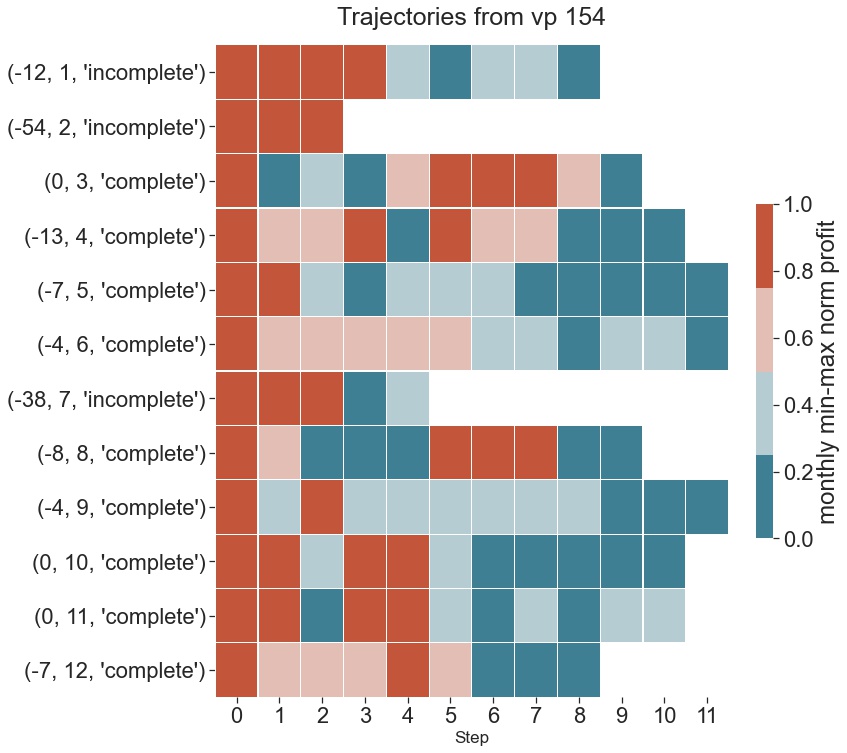 Trajectories from vp 154
(-12, 1, 'incomplete')
(-54, 2, 'incomplete')
(0, 3, 'complete')
(-13, 4, 'complete')
(-7, 5, 'complete')
(-4, 6, 'complete')
(-38, 7, 'incomplete')
(-8, 8, 'complete')
(-4, 9, 'complete')
(0, 10, 'complete')
(0, 11, 'complete')
(-7, 12, 'complete')
0 1 2 3 4 5 6 7 8 9 10 11
Step
1.0
0.8
0.6
0.4
0.2
0.0
monthly min-max norm profit